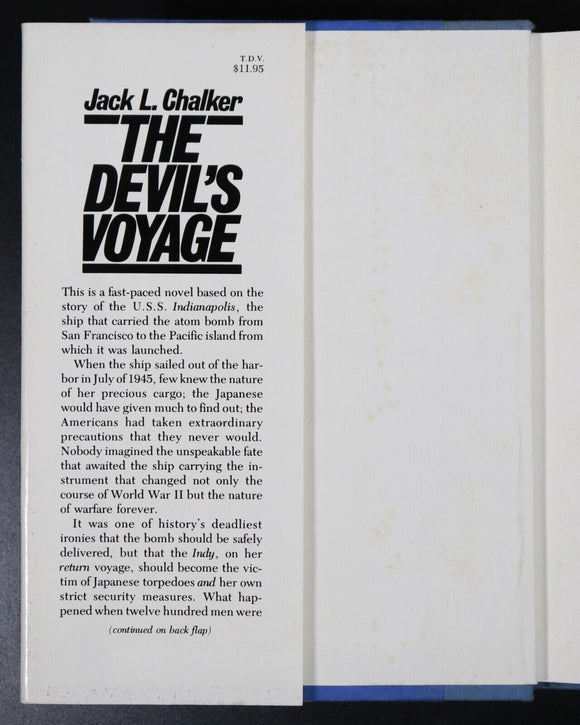 T.D.V.
$11.95
Jack L. Chalker
THE
DEVIL'S
VOYAGE
This is a fast-paced novel based on the
story of the U.S.S. Indianapolis, the
ship that carried the atom bomb from
San Francisco to the Pacific island from
which it was launched.
When the ship sailed out of the har-
bor in July of 1945, few knew the nature
of her precious cargo; the Japanese
would have given much to find out; the
Americans had taken extraordinary
precautions that they never would.
Nobody imagined the unspeakable fate
that awaited the ship carrying the in-
strument that changed not only the
course of World War II but the nature
of warfare forever.
It was one of history's deadliest
ironies that the bomb should be safely
delivered, but that the Indy, on her
return voyage, should become the vic-
tim of Japanese torpedoes and her own
strict security measures. What hap-
pened when twelve hundred men were
(continued on back flap)